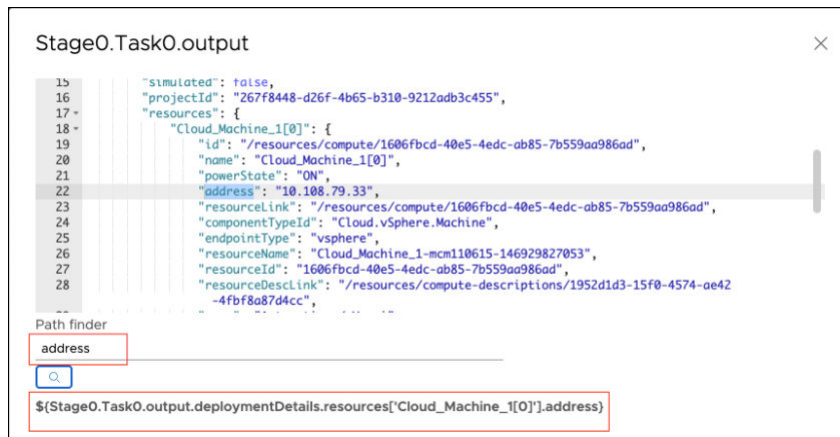 Stage0.Task0.output
15 "simulated": false,
16 "projectId": "267f8448-d26f-4b65-b310-9212adb3c455",
17 "resources": {
18 "Cloud_Machine_1[0]": {
19 "id": "/resources/compute/1606fbcd-40e5-4edc-ab85-7b559aa986ad",
20 "name": "Cloud_Machine_1[0]",
21 "powerState": "ON",
22 "address": "10.108.79.33",
23 "resourceLink": "/resources/compute/1606fbcd-40e5-4edc-ab85-7b559aa986ad",
24 "componentTypeId": "Cloud.vSphere.Machine",
25 "endpointType": "vsphere",
26 "resourceName": "Cloud_Machine_1-mcm110615-146929827053",
27 "resourceId": "1606fbcd-40e5-4edc-ab85-7b559aa986ad",
28 "resourceDescLink": "/resources/compute-descriptions/1952d1d3-15f0-4574-ae42
-4fbf8a87d4cc",
Path finder
address
${Stage0.Task0.output.deploymentDetails.resources['Cloud_Machine_1[0]'].address}